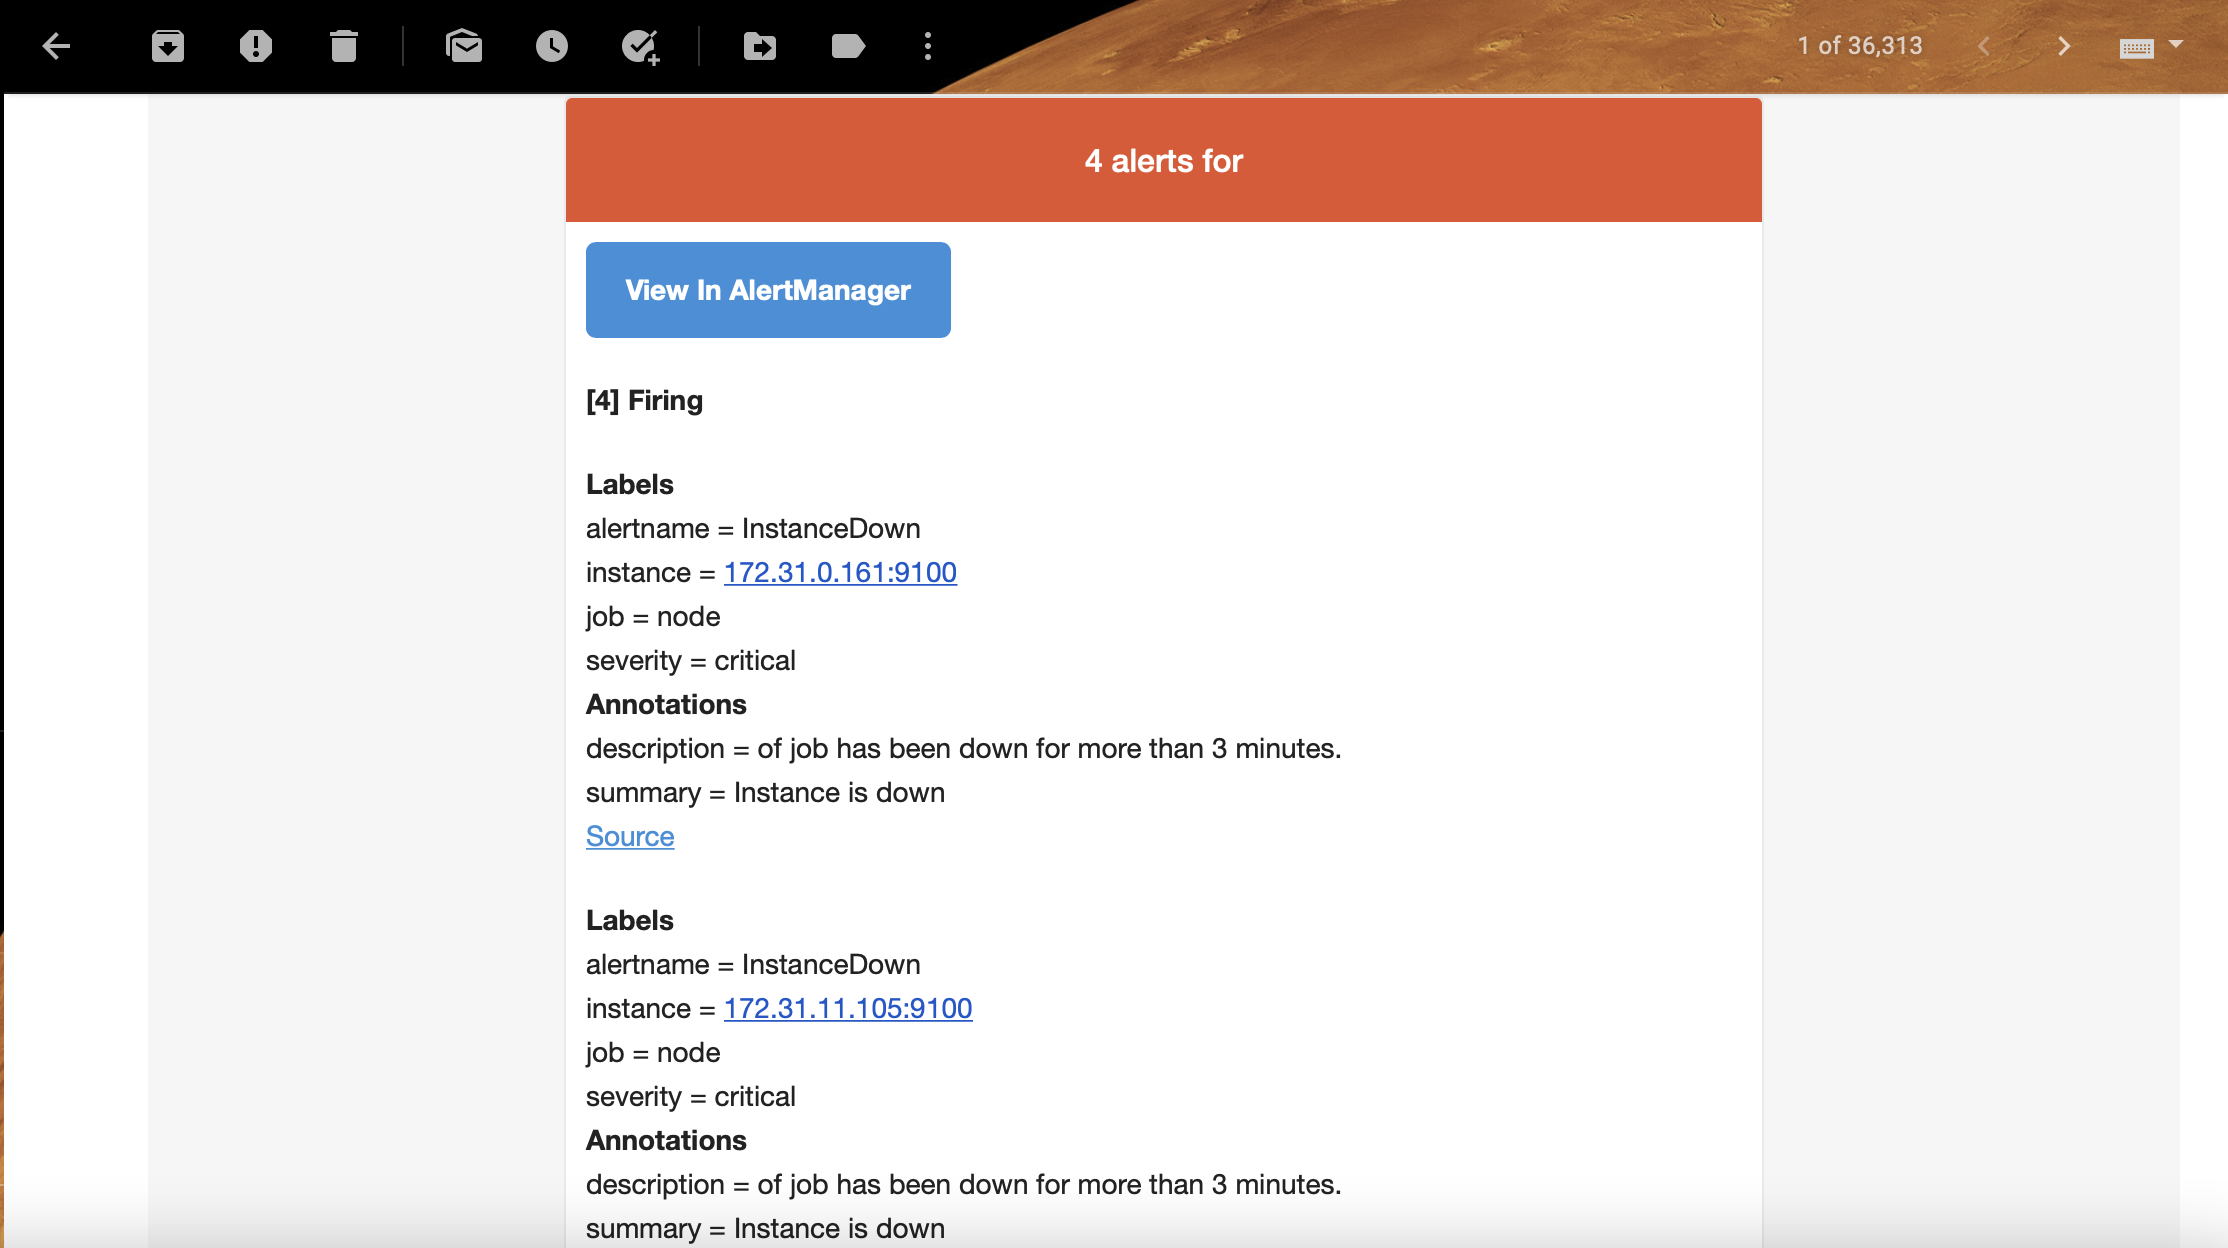 1 of 36,313
4 alerts for
View In AlertManager
[4] Firing
Labels
alertname = InstanceDown
instance = 172.31.0.161:9100
job = node
severity = critical
Annotations
description = of job has been down for more than 3 minutes.
summary = Instance is down
Source
Labels
alertname = InstanceDown
instance = 172.31.11.105:9100
job = node
severity = critical
Annotations
description = of job has been down for more than 3 minutes.
summary = Instance is down